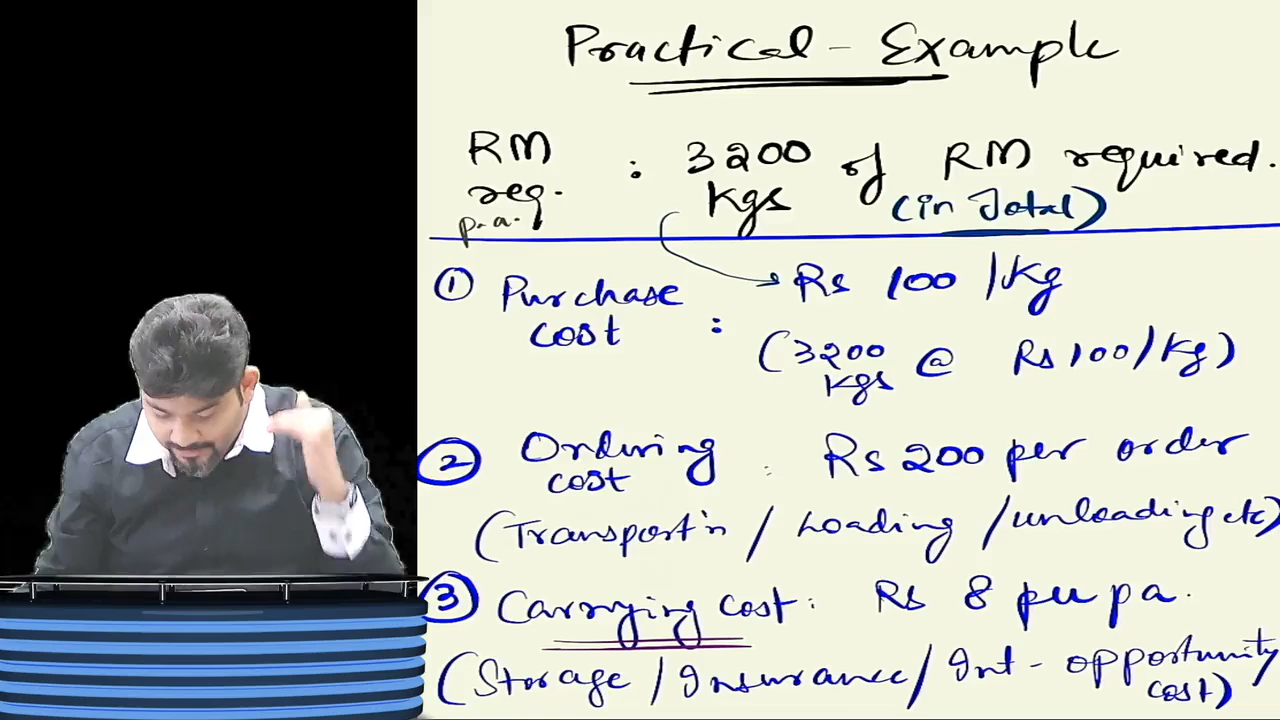 Practical - Example
RM req. p.a. : 3200 Kgs of RM required.
(in Total)
① Purchase cost : Rs 100 /Kg
(3200 Kgs @ Rs 100/Kg)
② Ordering cost : Rs 200 per order
(Transport'n / Loading / unloading etc)
③ Carrying cost : Rs 8 pu pa.
(Storage / Insurance / Int - opportunity cost)